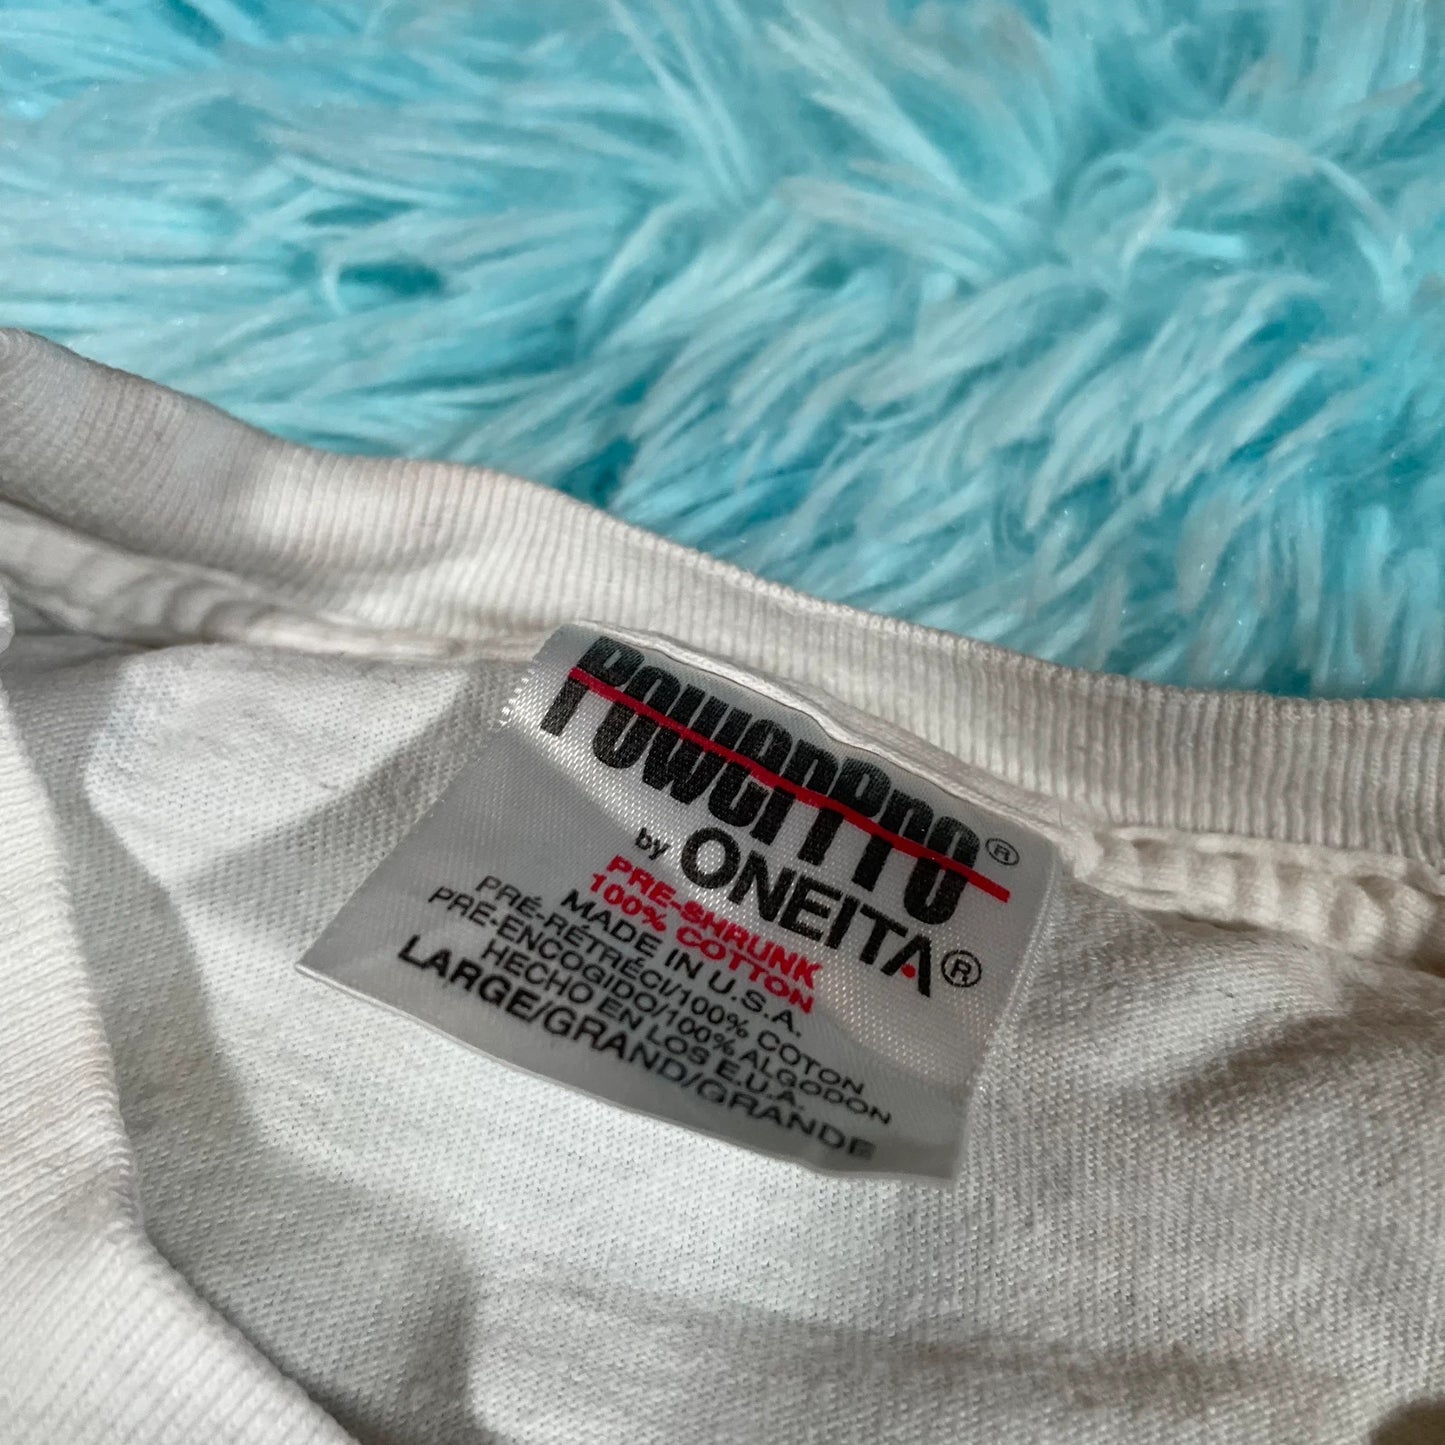 PowerPro®
by ONEITA®
PRE-SHRUNK
100% COTTON
MADE IN U.S.A.
PRÉ-RÉTRÉCI/100% COTON
PRE-ENCOGIDO/100% ALGODON
HECHO EN LOS E.U.A.
LARGE/GRAND/GRANDE